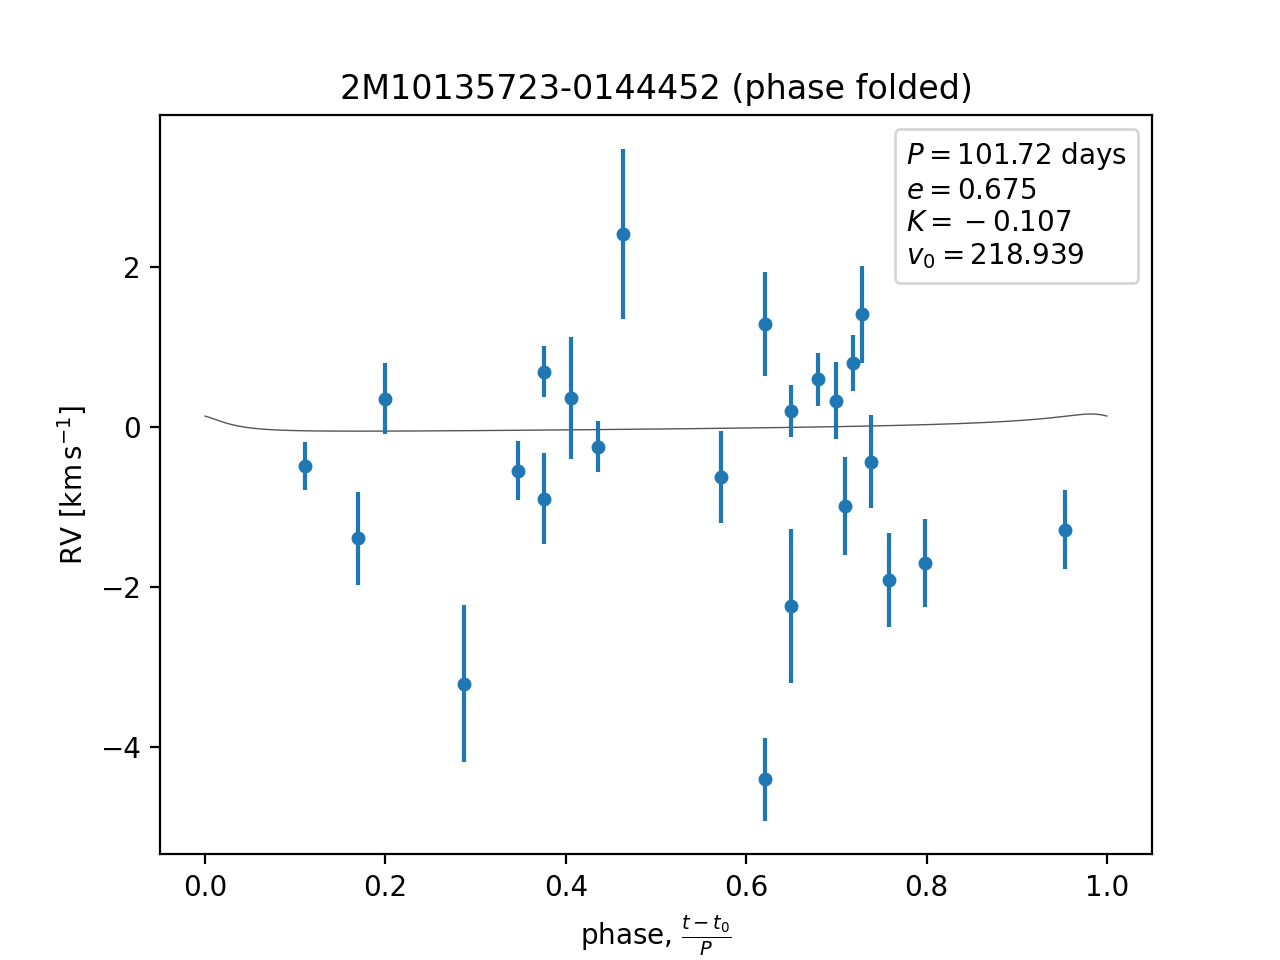 2M10135723-0144452 (phase folded)
P = 101.72 days
e = 0.675
K = −0.107
v₀ = 218.939
RV [km s⁻¹]
2
0
−2
−4
0.0 0.2 0.4 0.6 0.8 1.0
phase, (t − t₀)/P